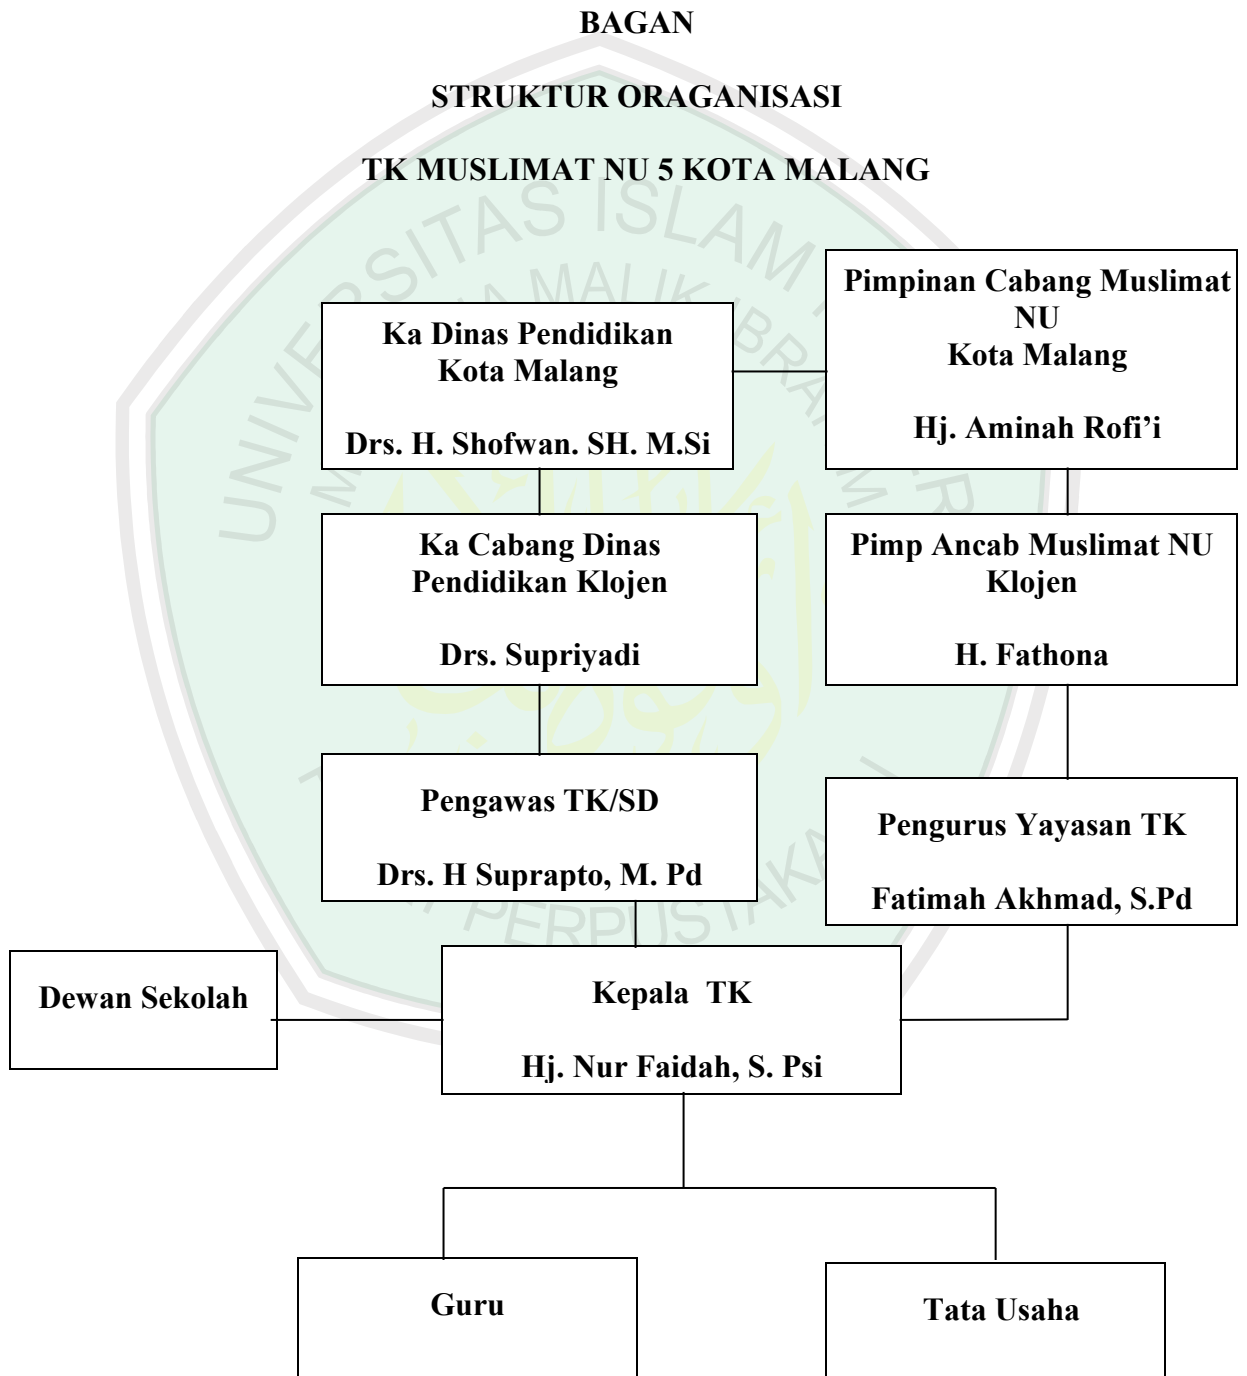 BAGAN
STRUKTUR ORAGANISASI
TK MUSLIMAT NU 5 KOTA MALANG
Ka Dinas Pendidikan
Kota Malang
Drs. H. Shofwan. SH. M.Si
Pimpinan Cabang Muslimat
NU
Kota Malang
Hj. Aminah Rofi’i
Ka Cabang Dinas
Pendidikan Klojen
Drs. Supriyadi
Pimp Ancab Muslimat NU
Klojen
H. Fathona
Pengawas TK/SD
Drs. H Suprapto, M. Pd
Pengurus Yayasan TK
Fatimah Akhmad, S.Pd
Dewan Sekolah
Kepala TK
Hj. Nur Faidah, S. Psi
Guru
Tata Usaha